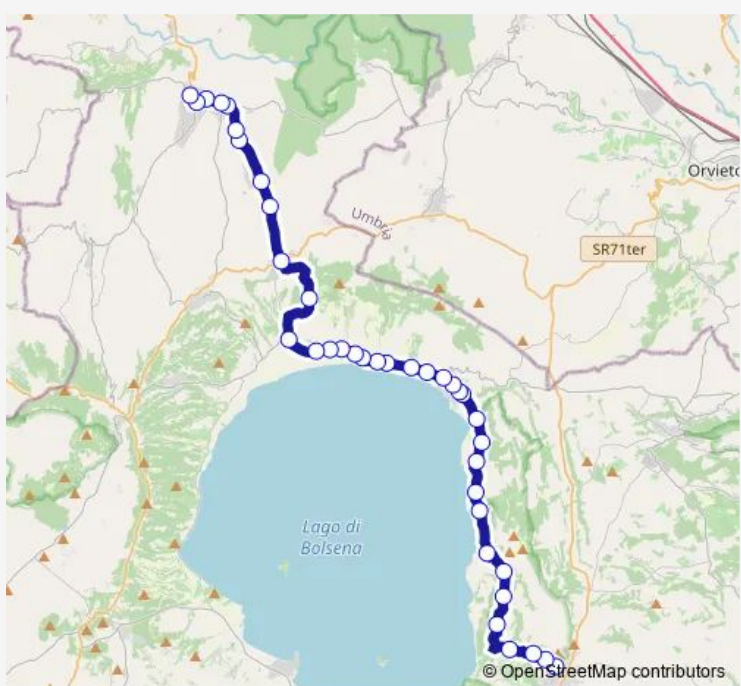 Orvieto
Umbria
SR71ter
Lago di
Bolsena
© OpenStreetMap contributors